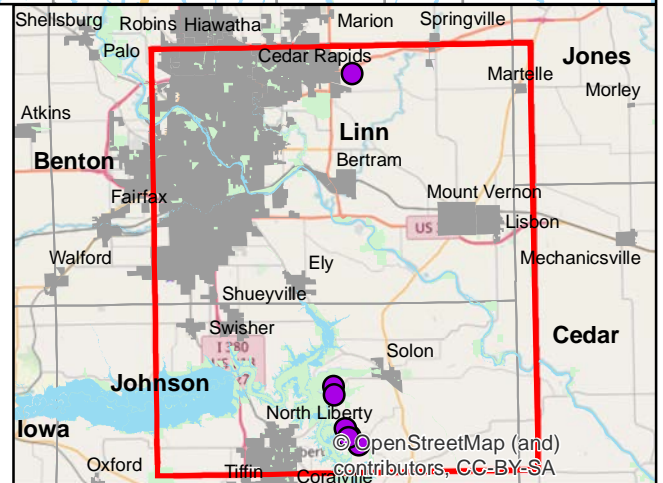 Shellsburg Robins Hiawatha Marion Springville
Palo Cedar Rapids Jones
Martelle
Morley
Atkins
Linn
Benton Bertram
Fairfax Mount Vernon
US Lisbon
Walford Mechanicsville
Ely
Shueyville
Swisher Cedar
I 380
Solon
Johnson
North Liberty
Iowa
© OpenStreetMap (and)
Oxford Tiffin contributors, CC-BY-SA
Coralville